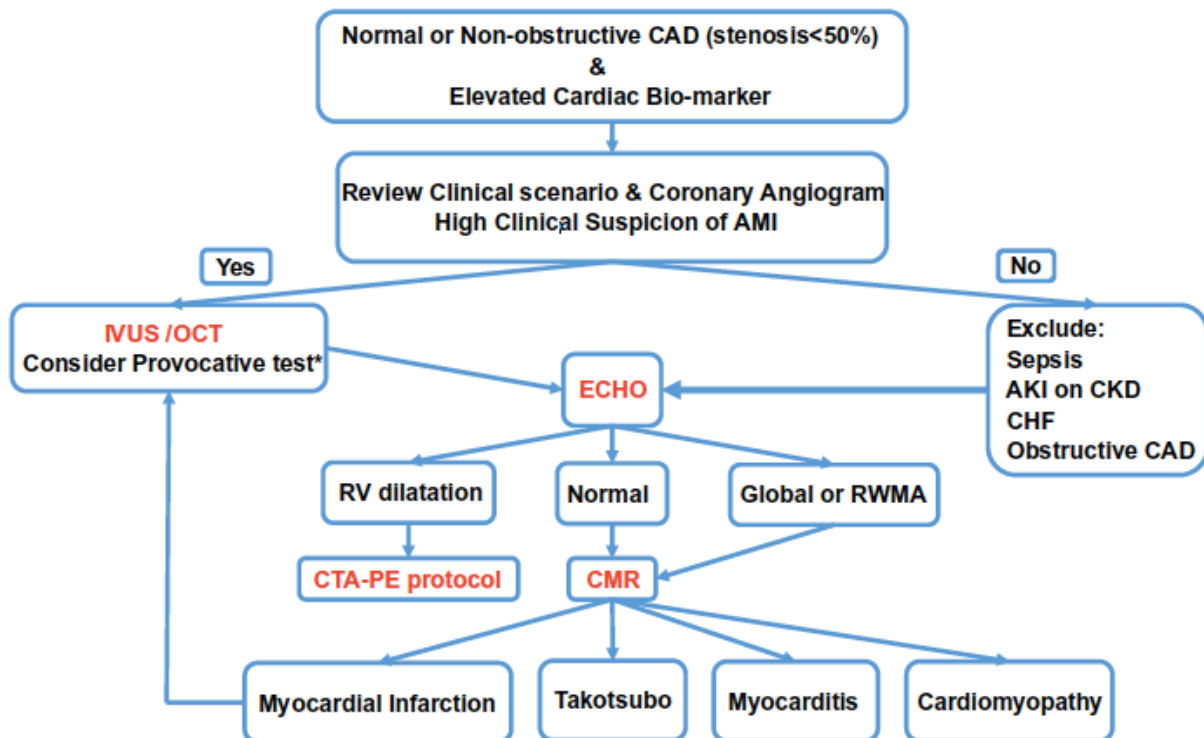 Normal or Non-obstructive CAD (stenosis<50%)
&
Elevated Cardiac Bio-marker
Review Clinical scenario & Coronary Angiogram
High Clinical Suspicion of AMI
Yes
No
IVUS /OCT
Consider Provocative test*
Exclude:
Sepsis
AKI on CKD
CHF
Obstructive CAD
ECHO
RV dilatation
Normal
Global or RWMA
CTA-PE protocol
CMR
Myocardial Infarction
Takotsubo
Myocarditis
Cardiomyopathy